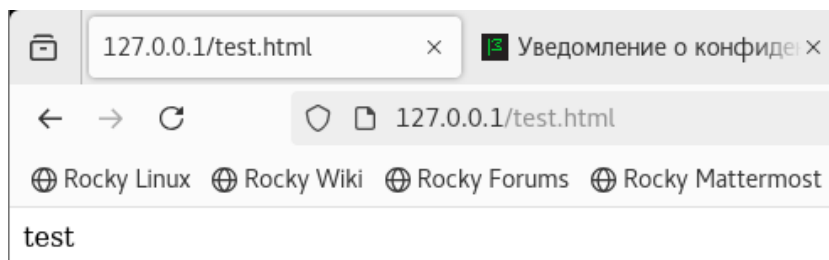 127.0.0.1/test.html Уведомление о конфиде
127.0.0.1/test.html
Rocky Linux Rocky Wiki Rocky Forums Rocky Mattermost
test